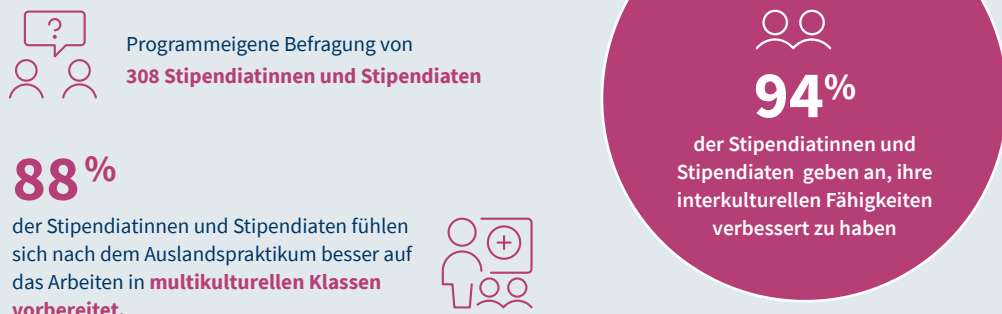 ?
Programmeigene Befragung von
308 Stipendiatinnen und Stipendiaten
88 %
der Stipendiatinnen und Stipendiaten fühlen
sich nach dem Auslandspraktikum besser auf
das Arbeiten in multikulturellen Klassen
vorbereitet.
94%
der Stipendiatinnen und
Stipendiaten geben an, ihre
interkulturellen Fähigkeiten
verbessert zu haben